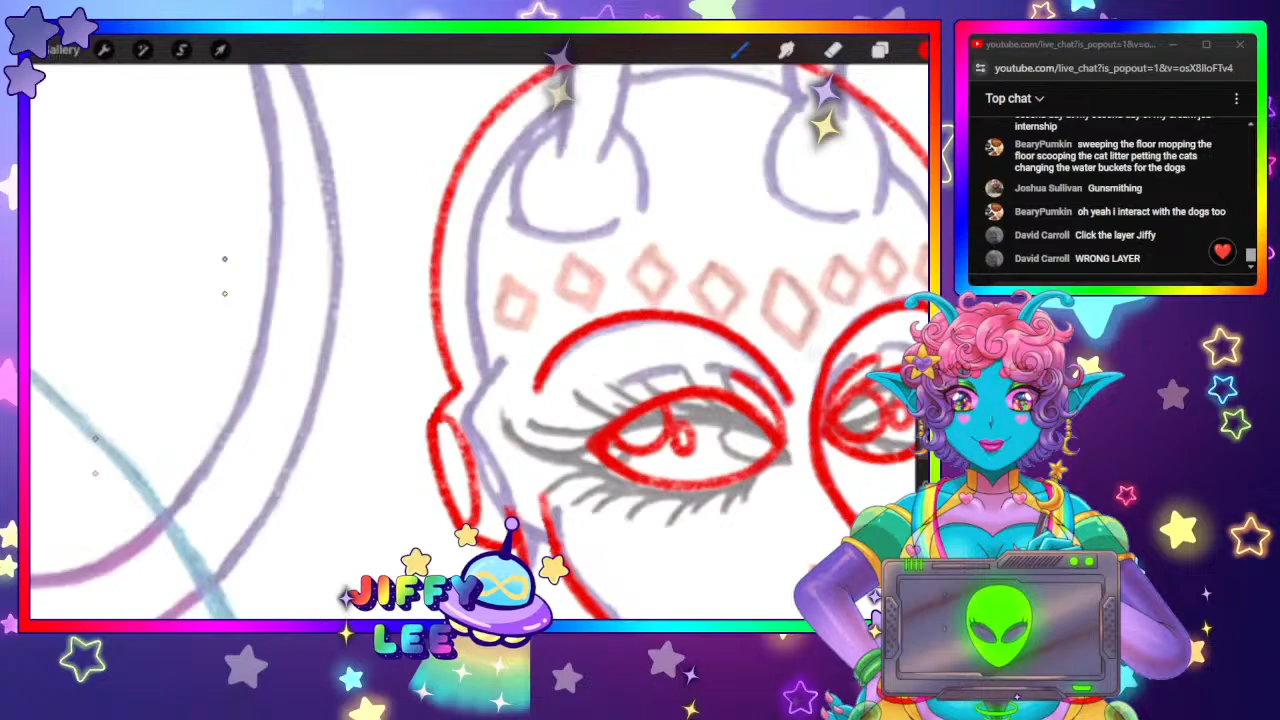 allery
youtube.com/live_chat?is_popout=1&v=o...
youtube.com/live_chat?is_popout=1&v=osX8IIoFTv4
Top chat
internship
BearyPumkin sweeping the floor mopping the
floor scooping the cat litter petting the cats
changing the water buckets for the dogs
Joshua Sullivan Gunsmithing
BearyPumkin oh yeah i interact with the dogs too
David Carroll Click the layer Jiffy
David Carroll WRONG LAYER
JIFFY
LEE